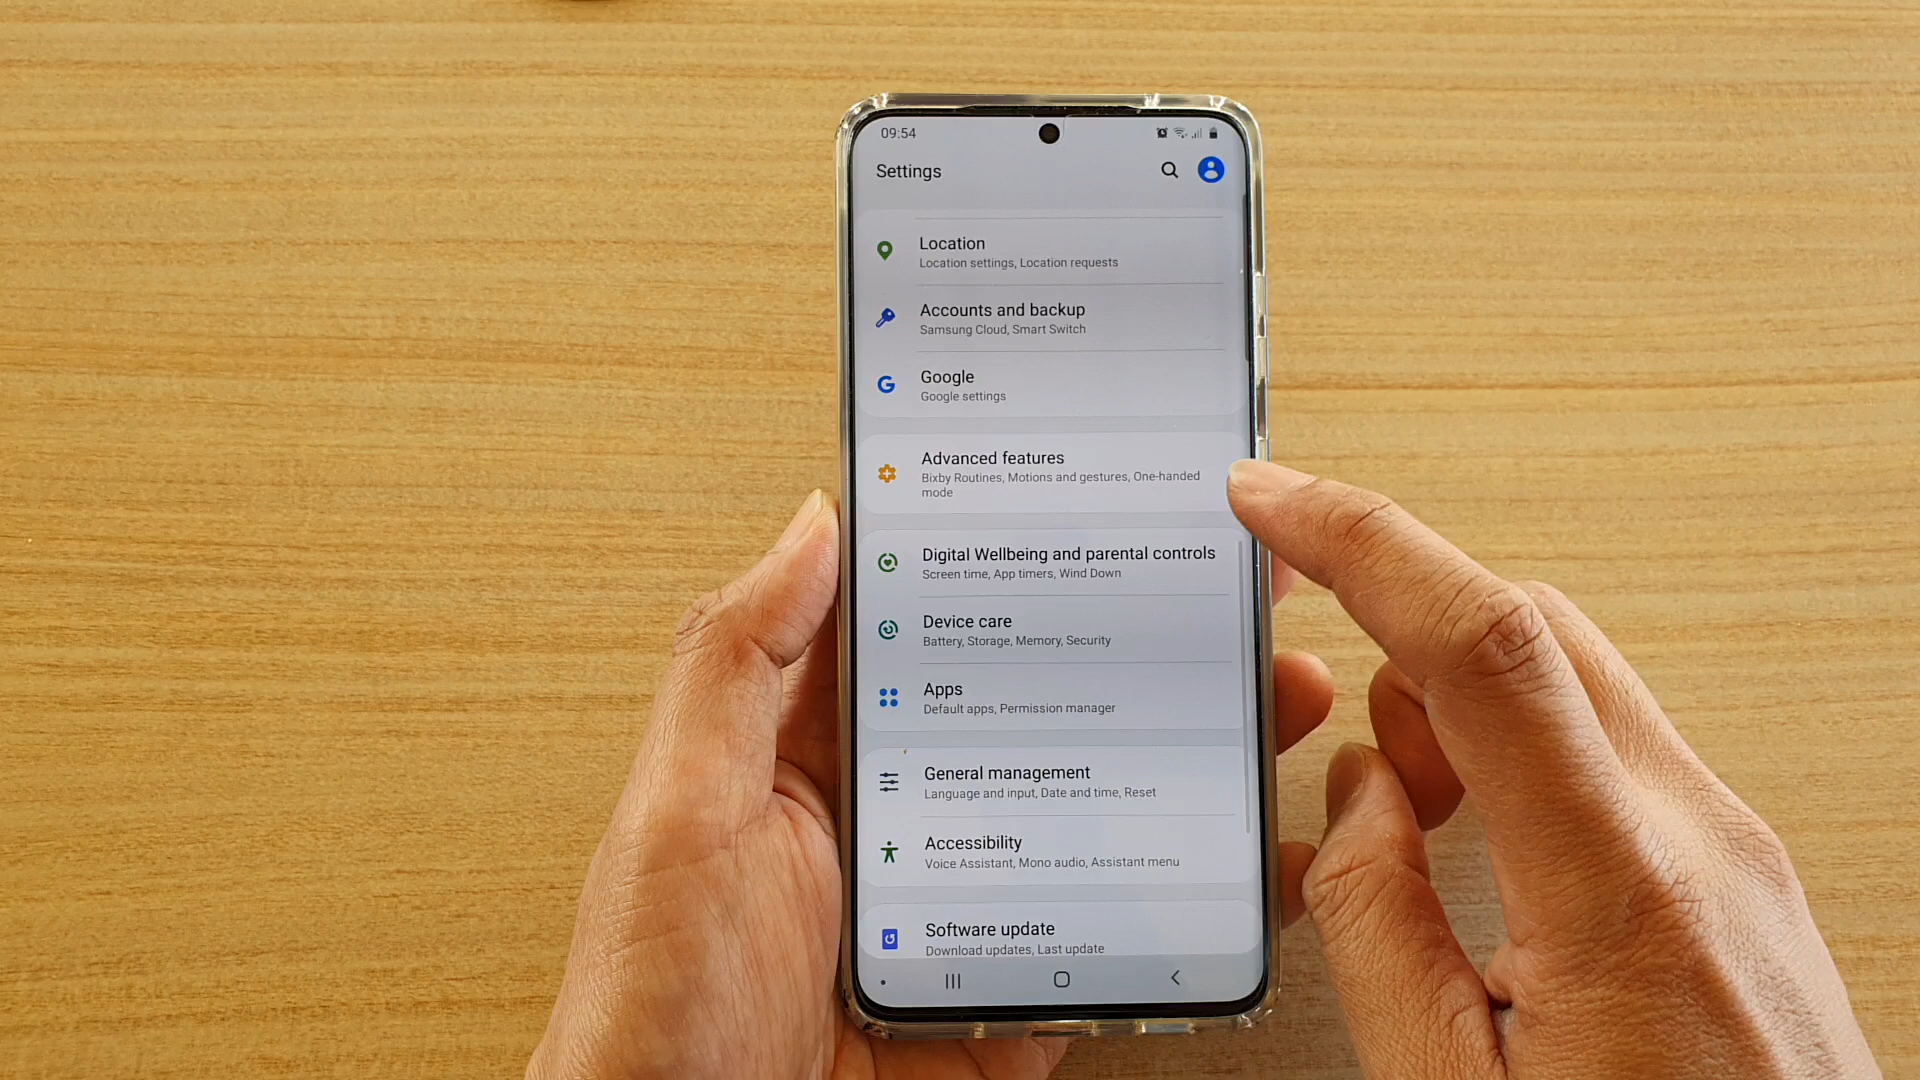 09:54
Settings
Location
Location settings, Location requests
Accounts and backup
Samsung Cloud, Smart Switch
Google
Google settings
Advanced features
Bixby Routines, Motions and gestures, One-handed
mode
Digital Wellbeing and parental controls
Screen time, App timers, Wind Down
Device care
Battery, Storage, Memory, Security
Apps
Default apps, Permission manager
General management
Language and input, Date and time, Reset
Accessibility
Voice Assistant, Mono audio, Assistant menu
Software update
Download updates, Last update